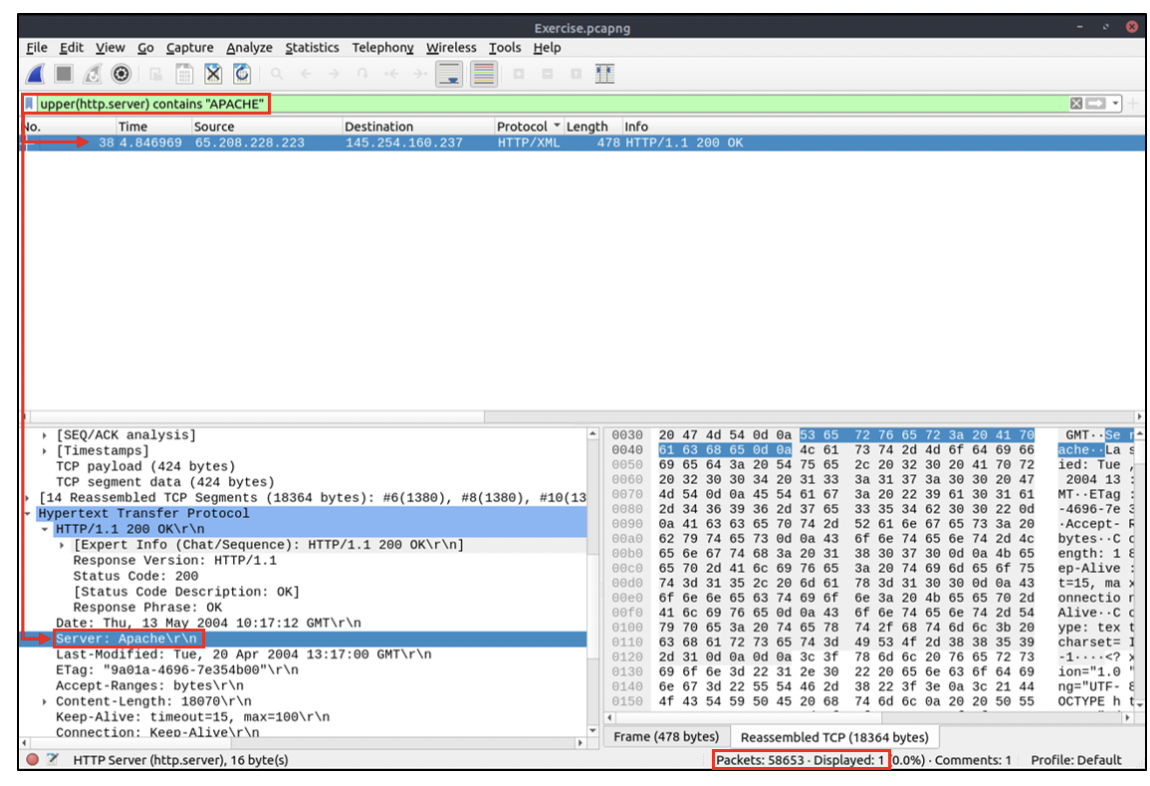 Exercise.pcapng
File Edit View Go Capture Analyze Statistics Telephony Wireless Tools Help
upper(http.server) contains "APACHE"
No. Time Source Destination Protocol Length Info
38 4.846969 65.208.228.223 145.254.160.237 HTTP/XML 478 HTTP/1.1 200 OK
[SEQ/ACK analysis]
[Timestamps]
TCP payload (424 bytes)
TCP segment data (424 bytes)
[14 Reassembled TCP Segments (18364 bytes): #6(1380), #8(1380), #10(13
Hypertext Transfer Protocol
HTTP/1.1 200 OK\r\n
[Expert Info (Chat/Sequence): HTTP/1.1 200 OK\r\n]
Response Version: HTTP/1.1
Status Code: 200
[Status Code Description: OK]
Response Phrase: OK
Date: Thu, 13 May 2004 10:17:12 GMT\r\n
Server: Apache\r\n
Last-Modified: Tue, 20 Apr 2004 13:17:00 GMT\r\n
ETag: "9a01a-4696-7e354b00"\r\n
Accept-Ranges: bytes\r\n
Content-Length: 18070\r\n
Keep-Alive: timeout=15, max=100\r\n
Connection: Keep-Alive\r\n
0030 20 47 4d 54 0d 0a 53 65 72 76 65 72 3a 20 41 70 GMT··Se r
0040 61 63 68 65 0d 0a 4c 61 73 74 2d 4d 6f 64 69 66 ache··La s
0050 69 65 64 3a 20 54 75 65 2c 20 32 30 20 41 70 72 ied: Tue ,
0060 20 32 30 30 34 20 31 33 3a 31 37 3a 30 30 20 47 2004 13 :
0070 4d 54 0d 0a 45 54 61 67 3a 20 22 39 61 30 31 61 MT··ETag :
0080 2d 34 36 39 36 2d 37 65 33 35 34 62 30 30 22 0d -4696-7e 3
0090 0a 41 63 63 65 70 74 2d 52 61 6e 67 65 73 3a 20 ·Accept- R
00a0 62 79 74 65 73 0d 0a 43 6f 6e 74 65 6e 74 2d 4c bytes··C o
00b0 65 6e 67 74 68 3a 20 31 38 30 37 30 0d 0a 4b 65 ength: 1 8
00c0 65 70 2d 41 6c 69 76 65 3a 20 74 69 6d 65 6f 75 ep-Alive :
00d0 74 3d 31 35 2c 20 6d 61 78 3d 31 30 30 0d 0a 43 t=15, ma x
00e0 6f 6e 6e 65 63 74 69 6f 6e 3a 20 4b 65 65 70 2d onnectio n
00f0 41 6c 69 76 65 0d 0a 43 6f 6e 74 65 6e 74 2d 54 Alive··C o
0100 79 70 65 3a 20 74 65 78 74 2f 68 74 6d 6c 3b 20 ype: tex t
0110 63 68 61 72 73 65 74 3d 49 53 4f 2d 38 38 35 39 charset= I
0120 2d 31 0d 0a 0d 0a 3c 3f 78 6d 6c 20 76 65 72 73 -1····<? x
0130 69 6f 6e 3d 22 31 2e 30 22 20 65 6e 63 6f 64 69 ion="1.0 "
0140 6e 67 3d 22 55 54 46 2d 38 22 3f 3e 0a 3c 21 44 ng="UTF- 8
0150 4f 43 54 59 50 45 20 68 74 6d 6c 0a 20 20 50 55 OCTYPE h t
Frame (478 bytes) Reassembled TCP (18364 bytes)
HTTP Server (http.server), 16 byte(s) Packets: 58653 · Displayed: 1 (0.0%) · Comments: 1 Profile: Default